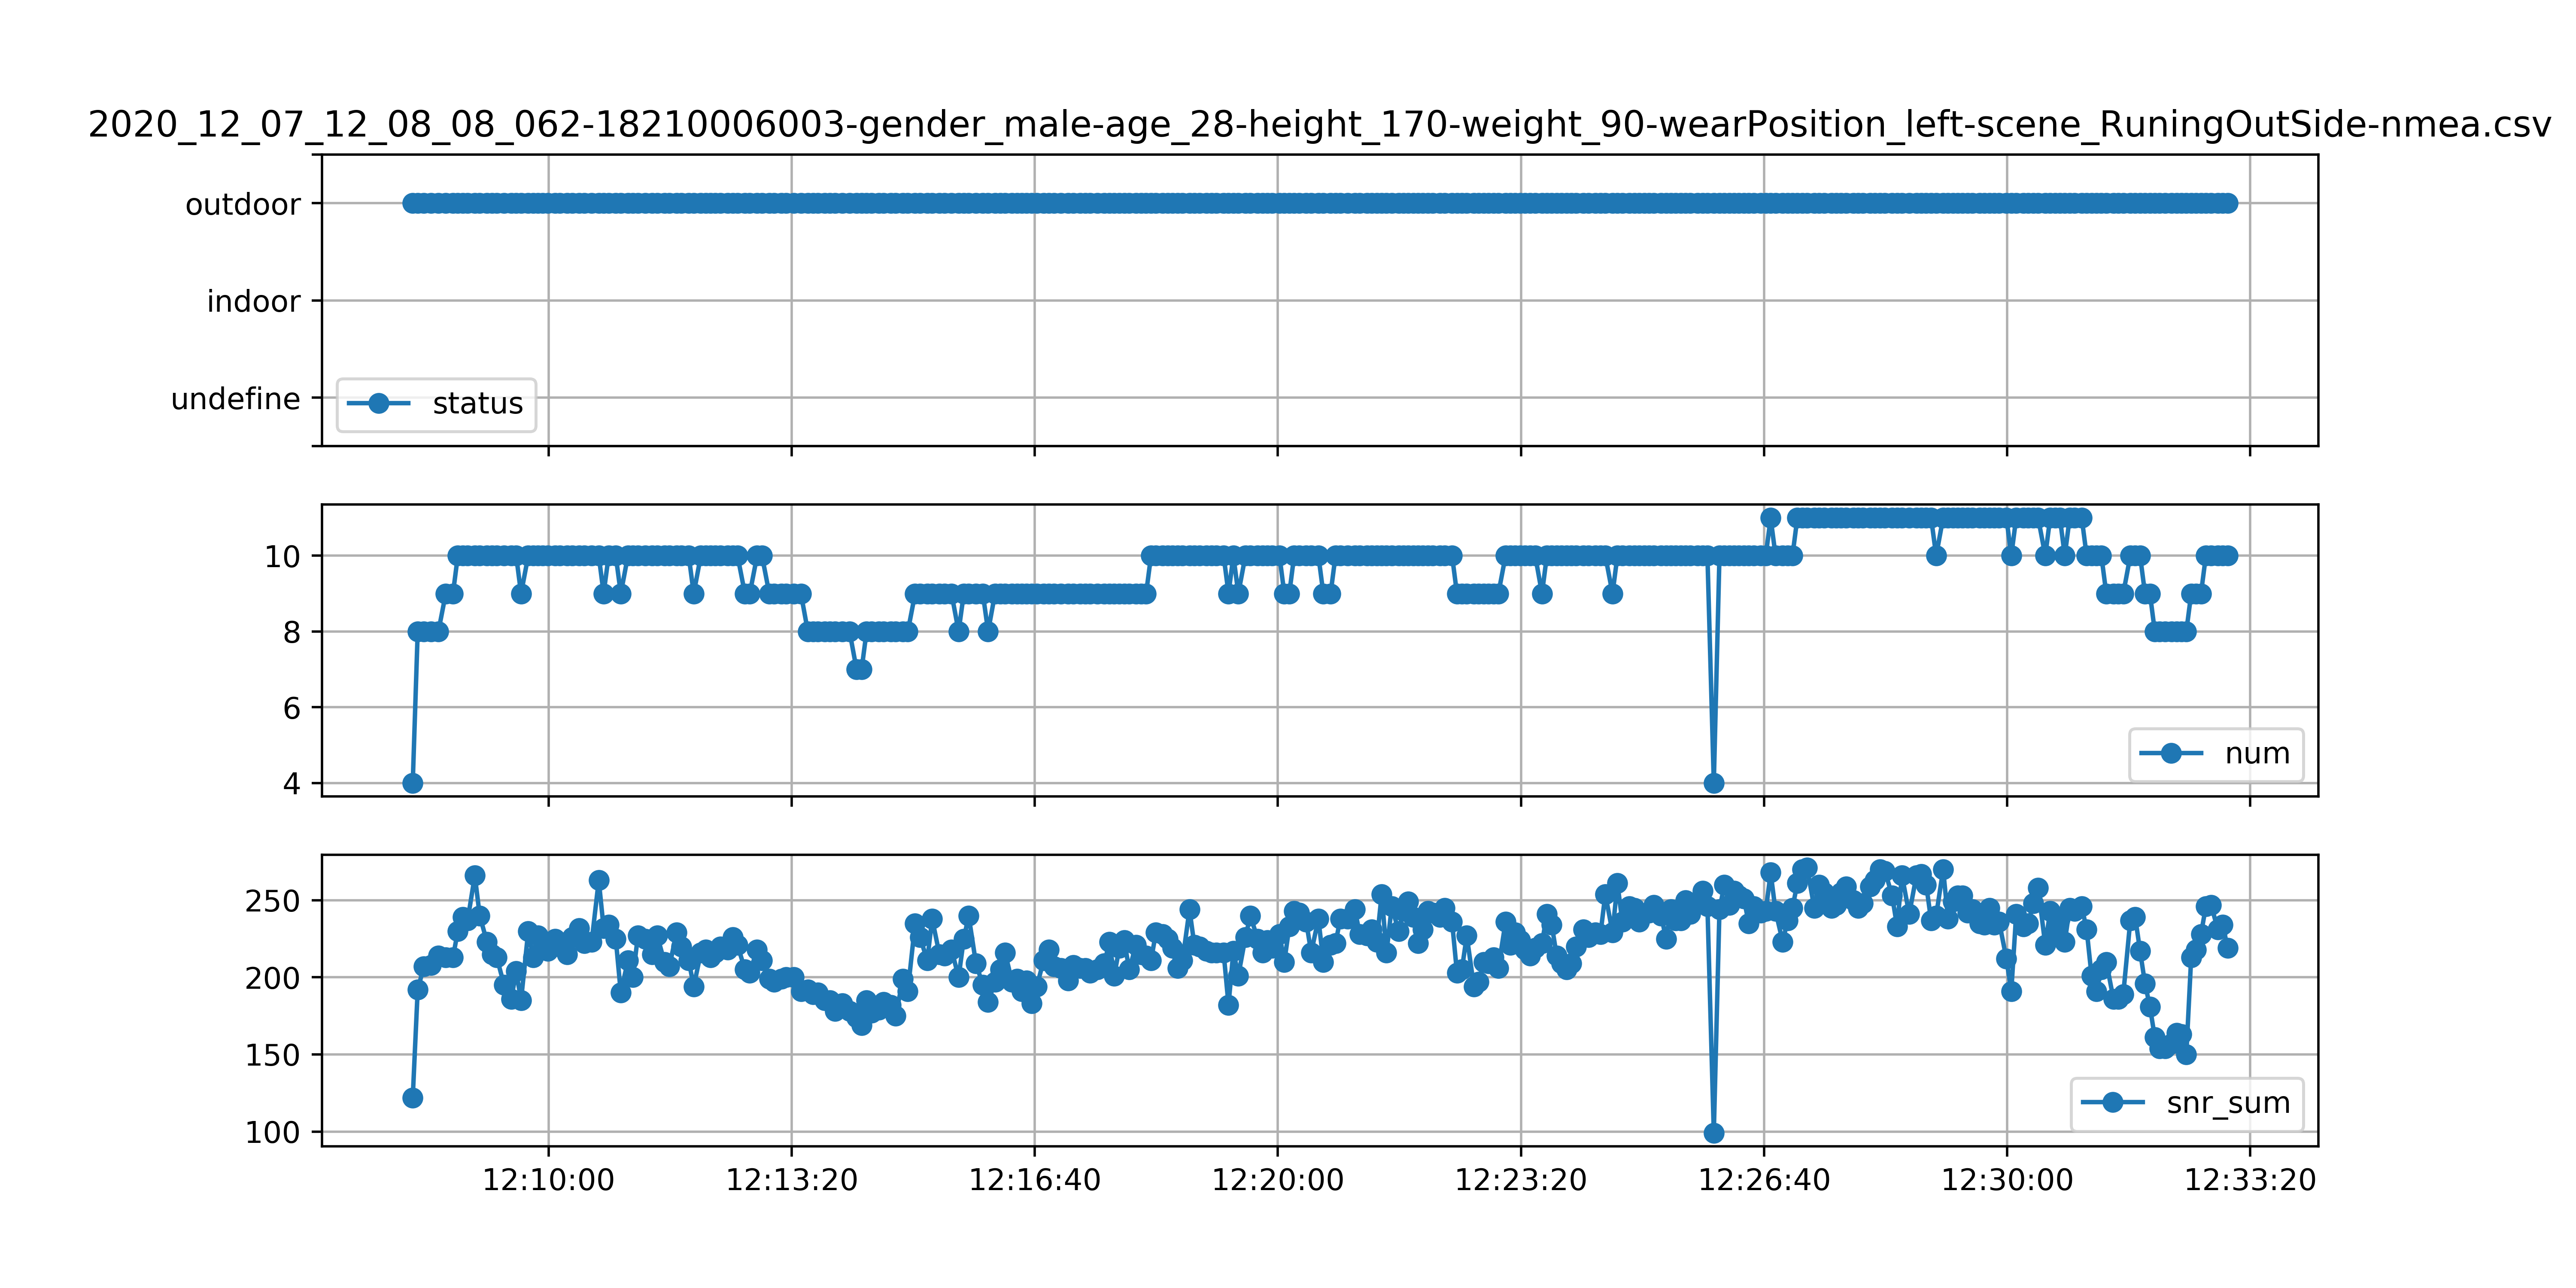 2020_12_07_12_08_08_062-18210006003-gender_male-age_28-height_170-weight_90-wearPosition_left-scene_RuningOutSide-nmea.csv
outdoor
indoor
undefine
status
10
8
6
4
num
250
200
150
100
snr_sum
12:10:00 12:13:20 12:16:40 12:20:00 12:23:20 12:26:40 12:30:00 12:33:20